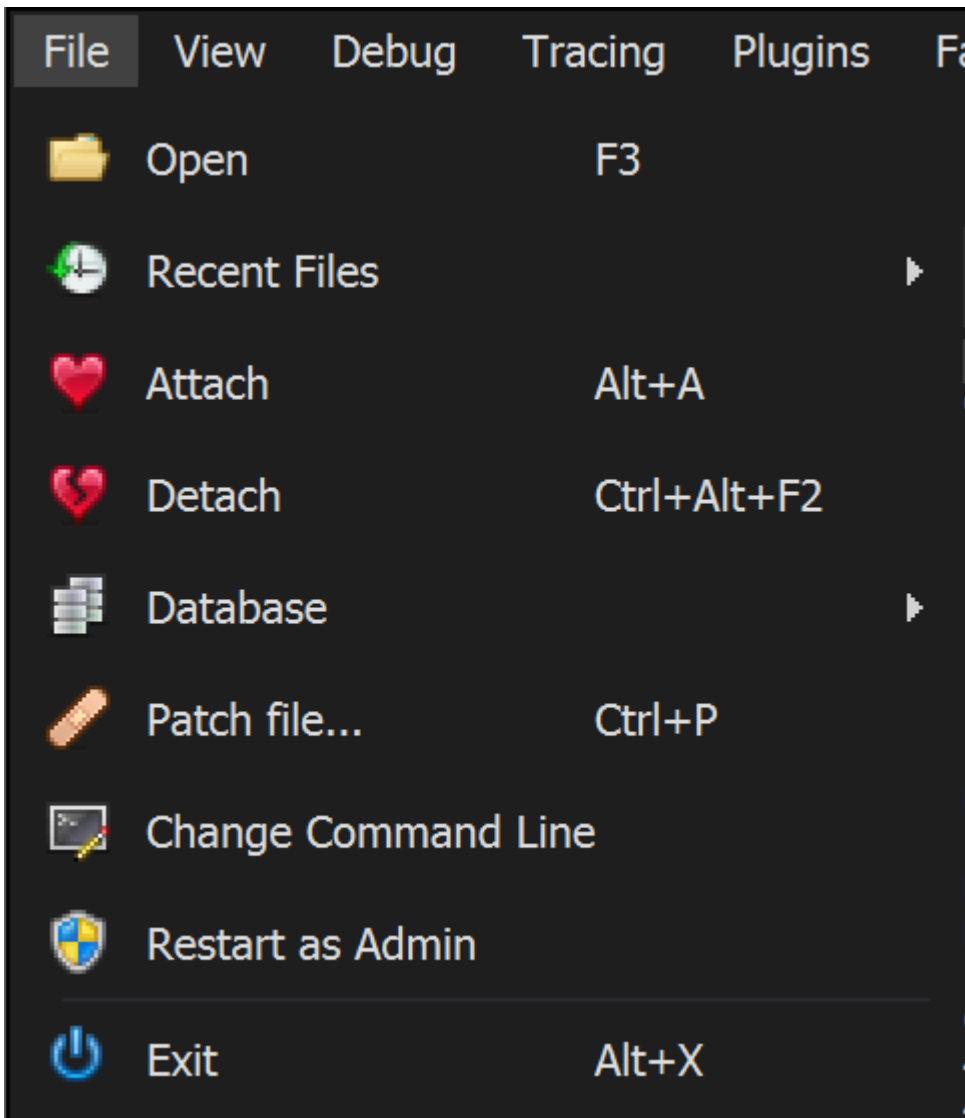 File View Debug Tracing Plugins
Open F3
Recent Files
Attach Alt+A
Detach Ctrl+Alt+F2
Database
Patch file... Ctrl+P
Change Command Line
Restart as Admin
Exit Alt+X